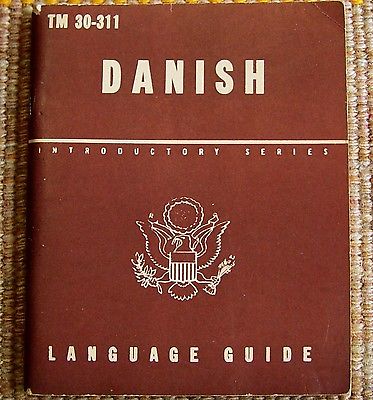 TM 30-311
DANISH
INTRODUCTORY SERIES
LANGUAGE GUIDE